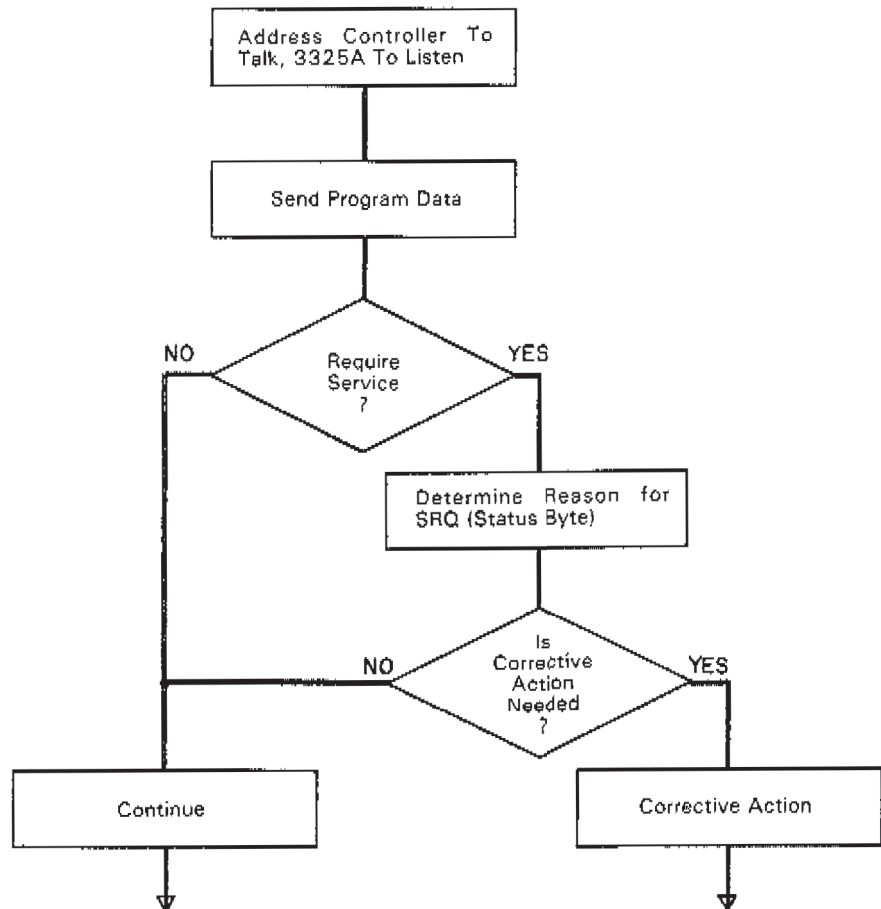 Address Controller To
Talk, 3325A To Listen
Send Program Data
NO
YES
Require
Service
?
Determine Reason for
SRQ (Status Byte)
NO
YES
Is
Corrective
Action
Needed
?
Continue
Corrective Action